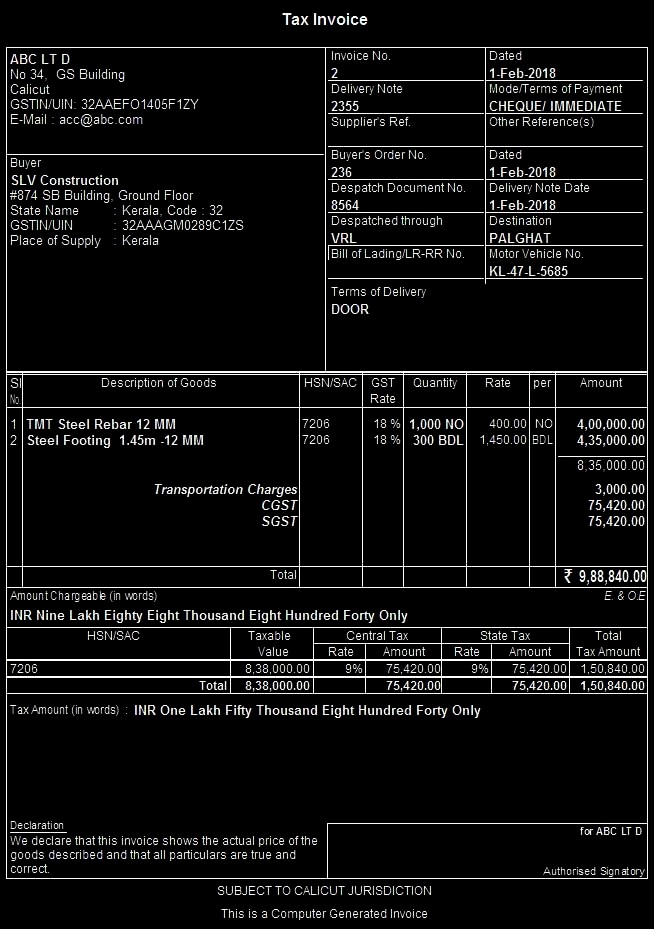 Tax Invoice
ABC LT D
No 34, GS Building
Calicut
GSTIN/UIN: 32AAEFO1405F1ZY
E-Mail : acc@abc.com
Invoice No.
2
Dated
1-Feb-2018
Delivery Note
2355
Mode/Terms of Payment
CHEQUE/ IMMEDIATE
Supplier's Ref.
Other Reference(s)
Buyer
SLV Construction
#874 SB Building, Ground Floor
State Name : Kerala, Code : 32
GSTIN/UIN : 32AAAGM0289C1ZS
Place of Supply : Kerala
Buyer's Order No.
236
Dated
1-Feb-2018
Despatch Document No.
8564
Delivery Note Date
1-Feb-2018
Despatched through
VRL
Destination
PALGHAT
Bill of Lading/LR-RR No.
Motor Vehicle No.
KL-47-L-5685
Terms of Delivery
DOOR
Sl No. Description of Goods HSN/SAC GST Rate Quantity Rate per Amount
1 TMT Steel Rebar 12 MM 7206 18 % 1,000 NO 400.00 NO 4,00,000.00
2 Steel Footing 1.45m -12 MM 7206 18 % 300 BDL 1,450.00 BDL 4,35,000.00
8,35,000.00
Transportation Charges 3,000.00
CGST 75,420.00
SGST 75,420.00
Total ₹ 9,88,840.00
Amount Chargeable (in words) E. & O.E
INR Nine Lakh Eighty Eight Thousand Eight Hundred Forty Only
HSN/SAC Taxable Central Tax State Tax Total
Value Rate Amount Rate Amount Tax Amount
7206 8,38,000.00 9% 75,420.00 9% 75,420.00 1,50,840.00
Total 8,38,000.00 75,420.00 75,420.00 1,50,840.00
Tax Amount (in words) : INR One Lakh Fifty Thousand Eight Hundred Forty Only
Declaration
We declare that this invoice shows the actual price of the
goods described and that all particulars are true and
correct.
for ABC LT D
Authorised Signatory
SUBJECT TO CALICUT JURISDICTION
This is a Computer Generated Invoice